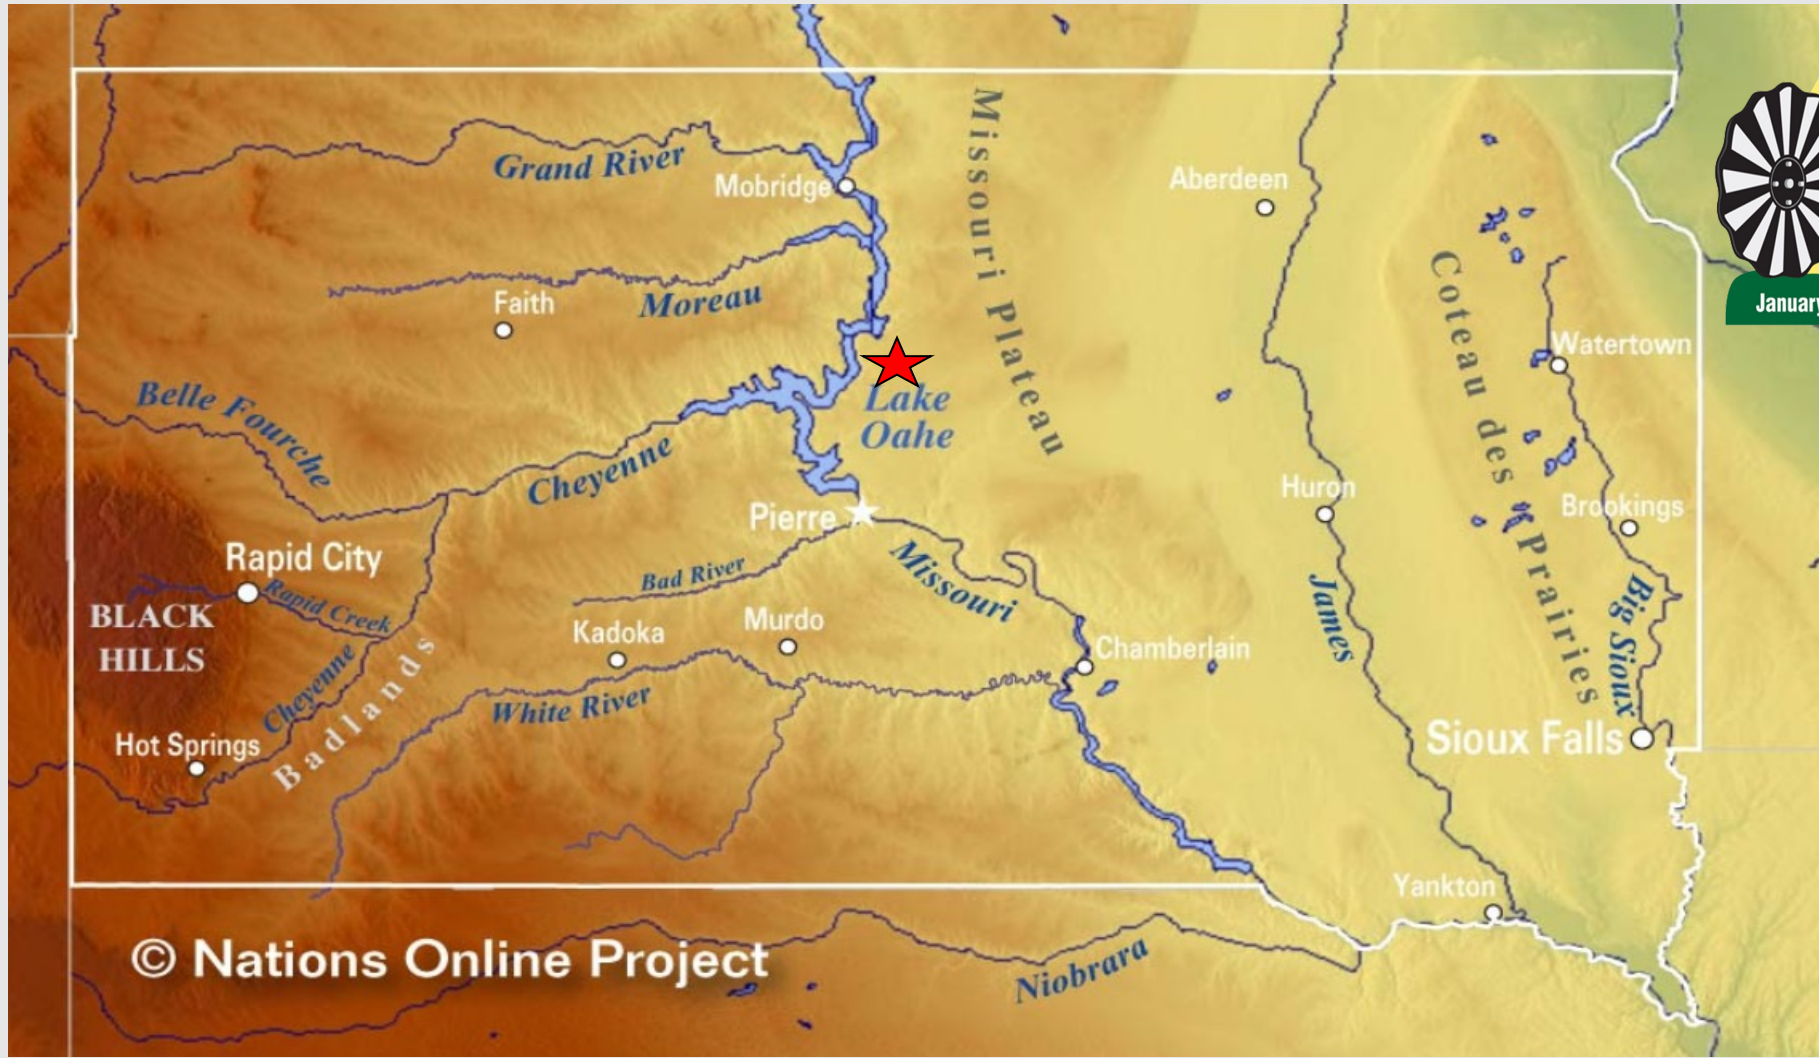 Missouri Plateau
Grand River
Mobridge
Aberdeen
Moreau
Faith
January
Coteau des Prairies
Watertown
Belle Fourche
Lake
Oahe
Cheyenne
Huron
Brookings
Pierre
Rapid City
Bad River
Missouri
Rapid Creek
BLACK
HILLS
James
Big Sioux
Kadoka
Murdo
Chamberlain
Cheyenne
Badlands
White River
Hot Springs
Sioux Falls
Yankton
© Nations Online Project
Niobrara